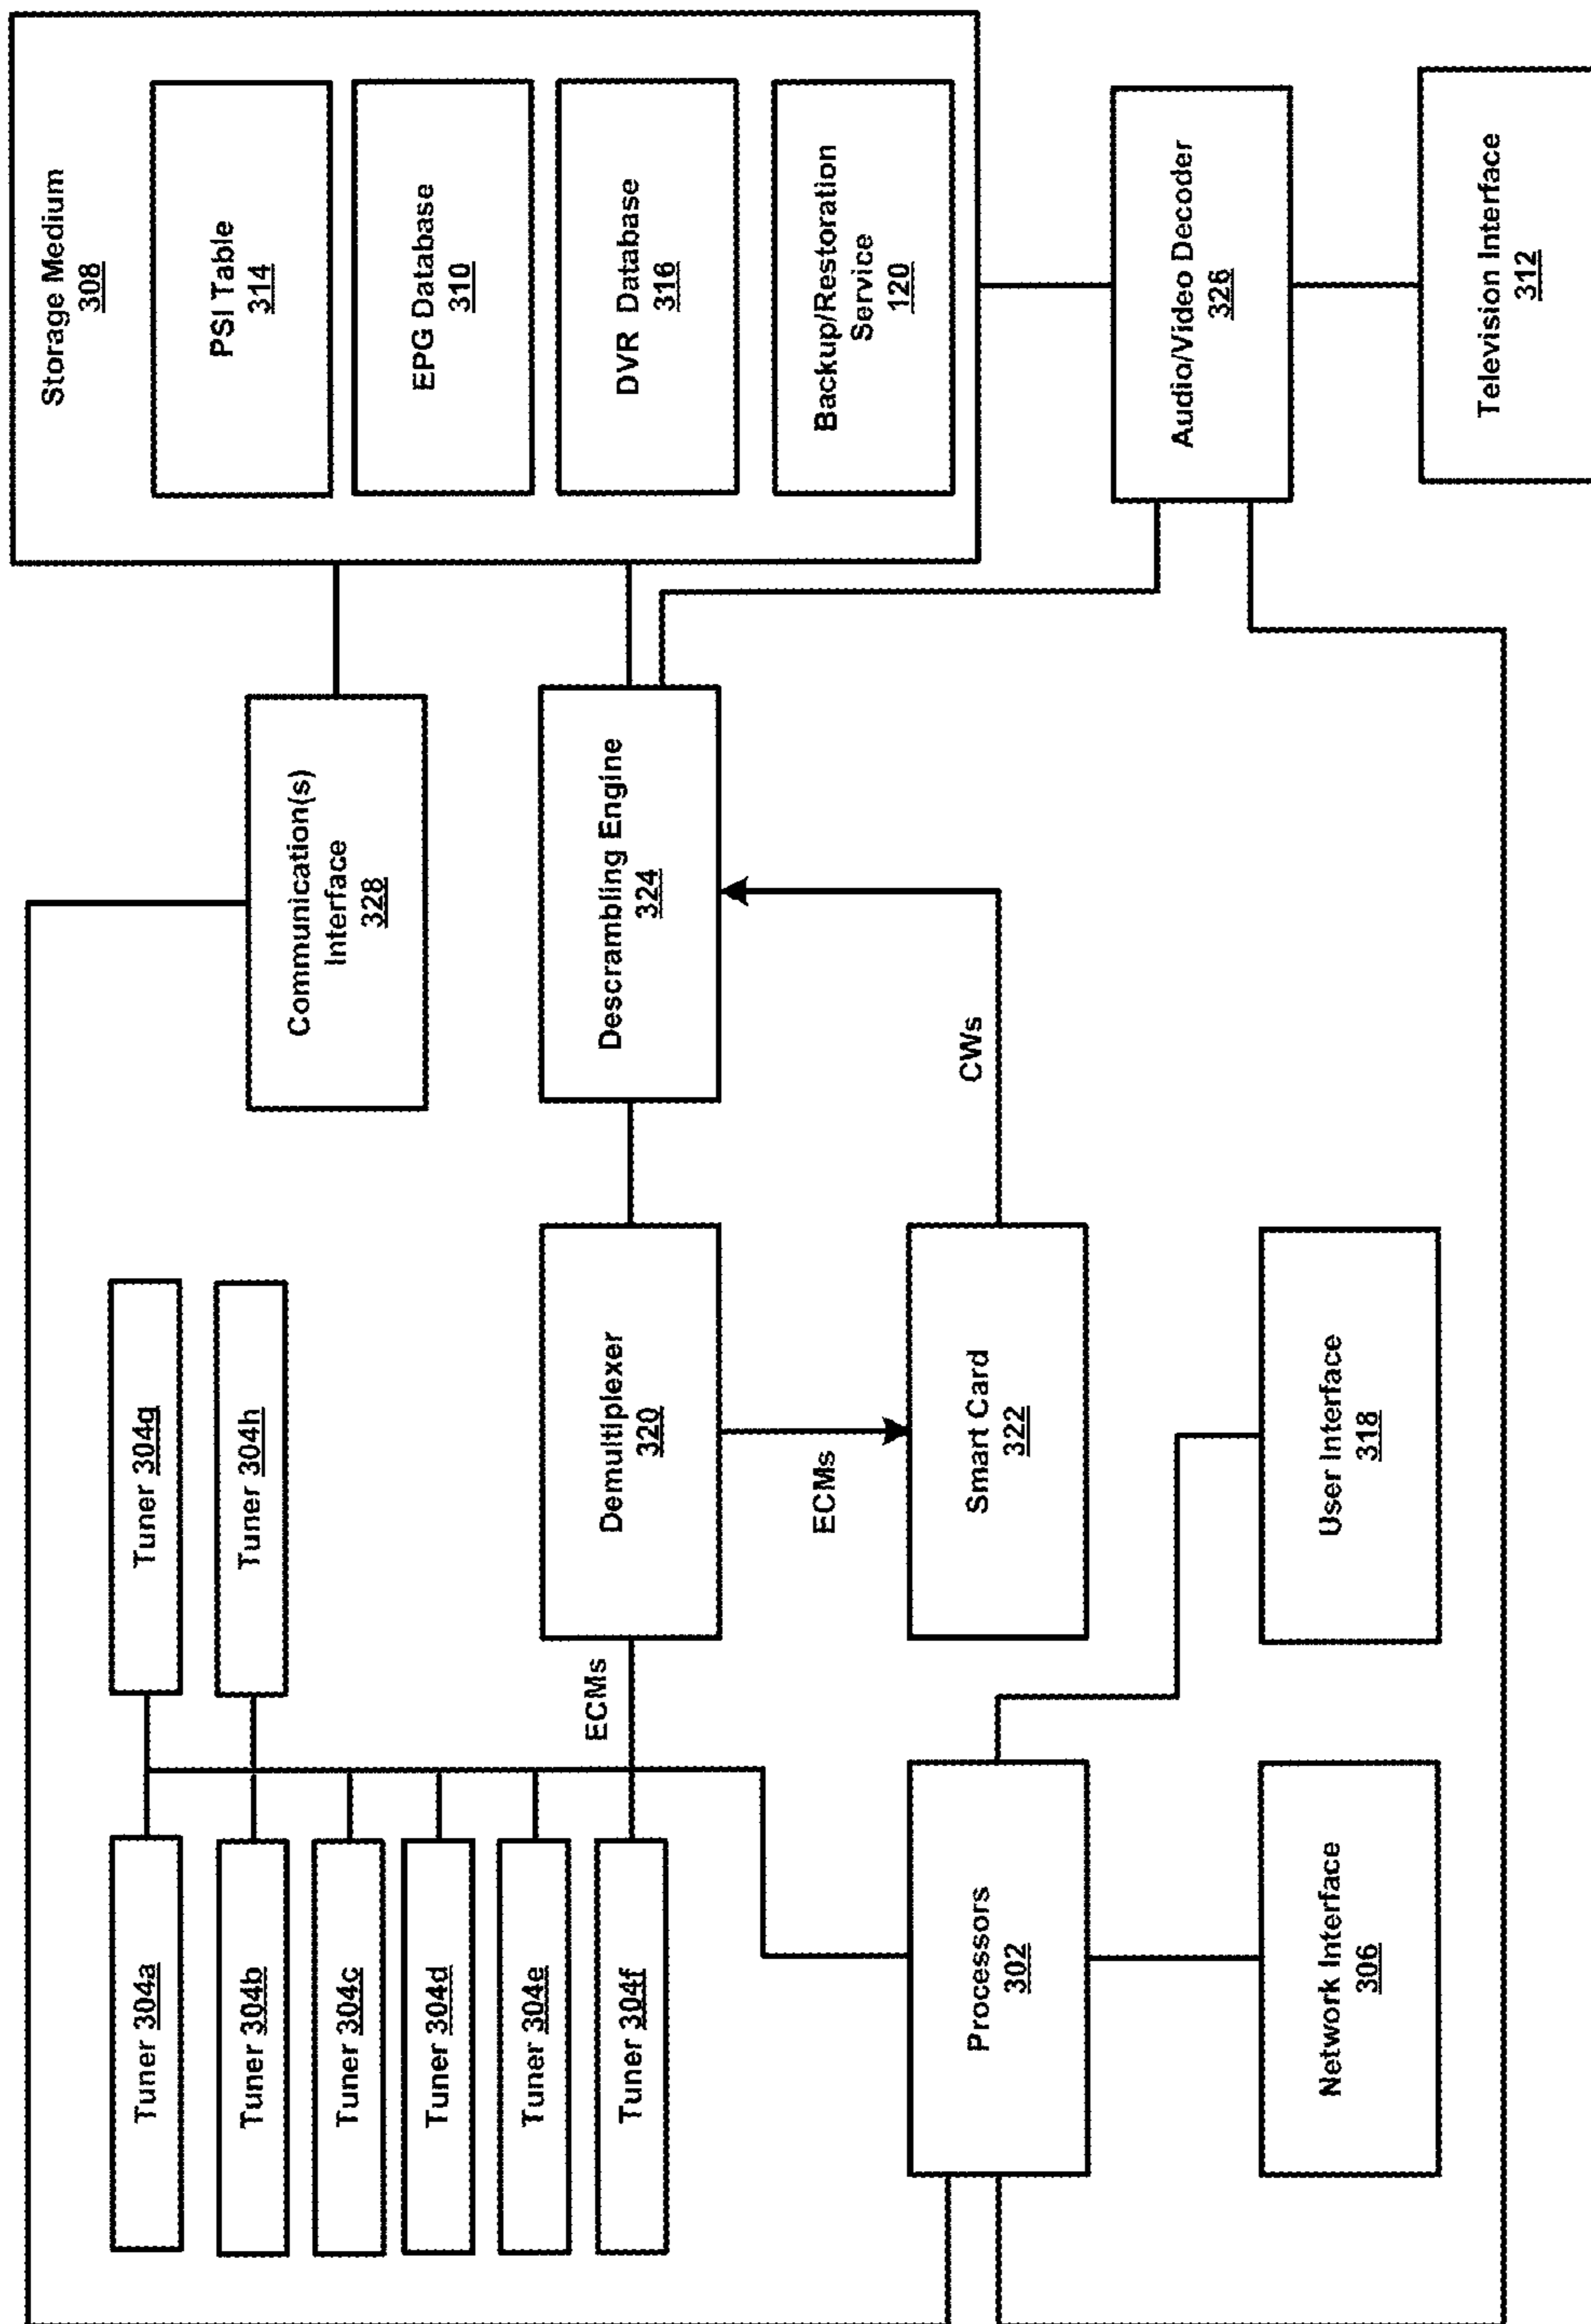 Tuner 304a
Tuner 304b
Tuner 304c
Tuner 304d
Tuner 304e
Tuner 304f
Tuner 304g
Tuner 304h
Communication(s)
Interface
328
Storage Medium
308
PSI Table
314
EPG Database
310
DVR Database
316
Backup/Restoration
Service
120
ECMs
Demultiplexer
320
Descrambling Engine
324
ECMs
CWs
Processors
302
Smart Card
322
Audio/Video Decoder
326
Network Interface
306
User Interface
318
Television Interface
312